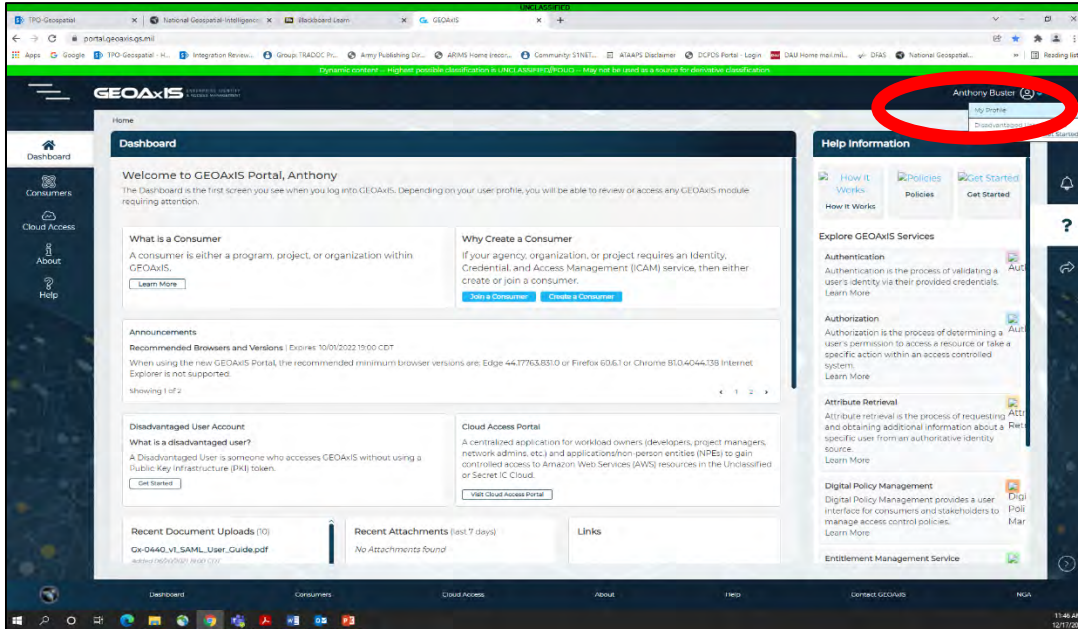 UNCLASSIFIED
TPO-Geospatial
National Geospatial-Intelligence
Blackboard Learn
GEOAxIS
portal.geoaxis.gs.mil
Apps
Google
TPO-Geospatial - H...
Integration Review...
Group: TRADOC Pr...
Army Publishing Dir...
ARIMS Home (recor...
Community: STNET...
ATAAPS Disclaimer
DCPDS Portal - Login
DAU Home mail.mil...
DFAS
National Geospatial...
Reading list
Dynamic content -- Highest possible classification is UNCLASSIFIED//FOUO -- May not be used as a source for derivative classification.
GEOAxIS
Anthony Buster
My Profile
Disadvantaged
Started
Home
Dashboard
Consumers
Cloud Access
About
Help
Dashboard
Welcome to GEOAxIS Portal, Anthony
The Dashboard is the first screen you see when you log into GEOAxIS. Depending on your user profile, you will be able to review or access any GEOAxIS module
requiring attention.
What is a Consumer
A consumer is either a program, project, or organization within
GEOAxIS.
Learn More
Why Create a Consumer
If your agency, organization, or project requires an Identity,
Credential, and Access Management (ICAM) service, then either
create or join a consumer.
Join a Consumer
Create a Consumer
Announcements
Recommended Browsers and Versions | Expires: 10/01/2022 19:00 CDT
When using the new GEOAxIS Portal, the recommended minimum browser versions are: Edge 44.17763.831.0 or Firefox 60.6.1 or Chrome 81.0.4044.138 Internet
Explorer is not supported.
Showing 1 of 2
1 2
Disadvantaged User Account
What is a disadvantaged user?
A Disadvantaged User is someone who accesses GEOAxIS without using a
Public Key Infrastructure (PKI) token.
Get Started
Cloud Access Portal
A centralized application for workload owners (developers, project managers,
network admins, etc.) and applications/non-person entities (NPEs) to gain
controlled access to Amazon Web Services (AWS) resources in the Unclassified
or Secret IC Cloud.
Visit Cloud Access Portal
Recent Document Uploads (10)
Gx-0440_v1_SAML_User_Guide.pdf
Recent Attachments (last 7 days)
No Attachments found
Links
Help Information
How It
Works
How It Works
Policies
Policies
Get Started
Get Started
Explore GEOAxIS Services
Authentication
Authentication is the process of validating a
user's identity via their provided credentials.
Learn More
Auti
Authorization
Authorization is the process of determining a
user's permission to access a resource or take a
specific action within an access controlled
system.
Learn More
Auti
Attribute Retrieval
Attribute retrieval is the process of requesting
and obtaining additional information about a
specific user from an authoritative identity
source.
Learn More
Attr
Retr
Digital Policy Management
Digital Policy Management provides a user
interface for consumers and stakeholders to
manage access control policies.
Learn More
Digi
Poli
Mar
Entitlement Management Service
Dashboard
Consumers
Cloud Access
About
Help
Contact GEOAxIS
NGA
11:46 AM
12/17/20